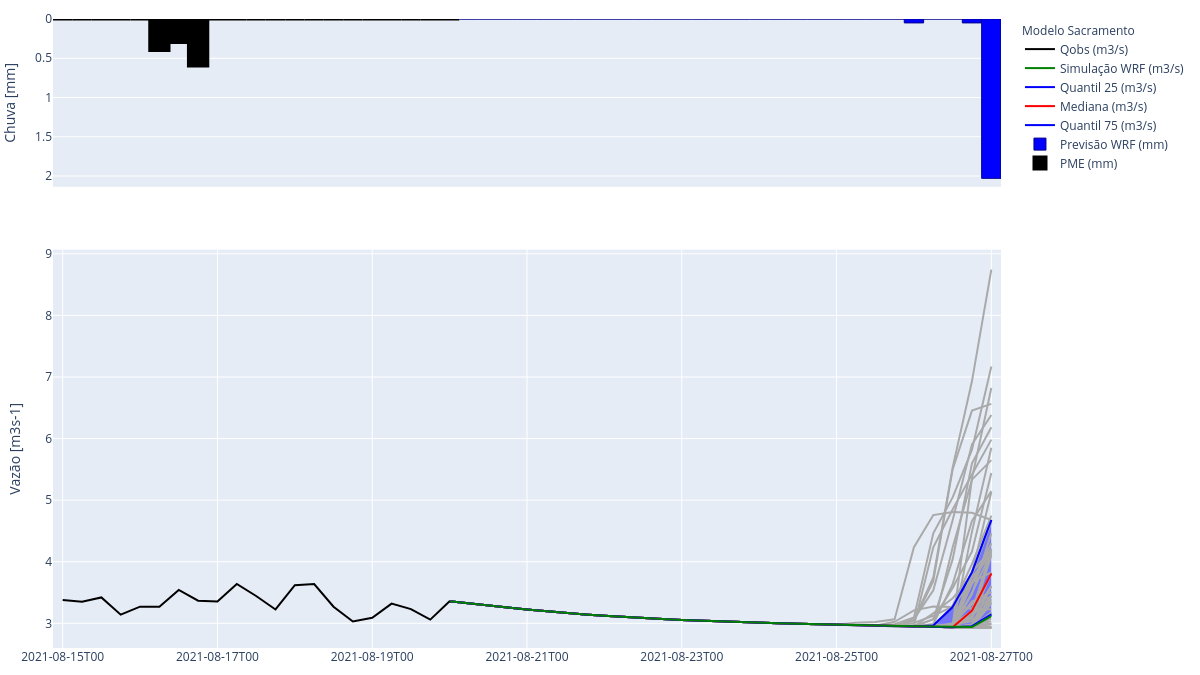 0
0.5
1
1.5
2
Chuva [mm]
Modelo Sacramento
Qobs (m3/s)
Simulação WRF (m3/s)
Quantil 25 (m3/s)
Mediana (m3/s)
Quantil 75 (m3/s)
Previsão WRF (mm)
PME (mm)
9
8
7
6
5
4
3
Vazão [m3s-1]
2021-08-15T00
2021-08-17T00
2021-08-19T00
2021-08-21T00
2021-08-23T00
2021-08-25T00
2021-08-27T00